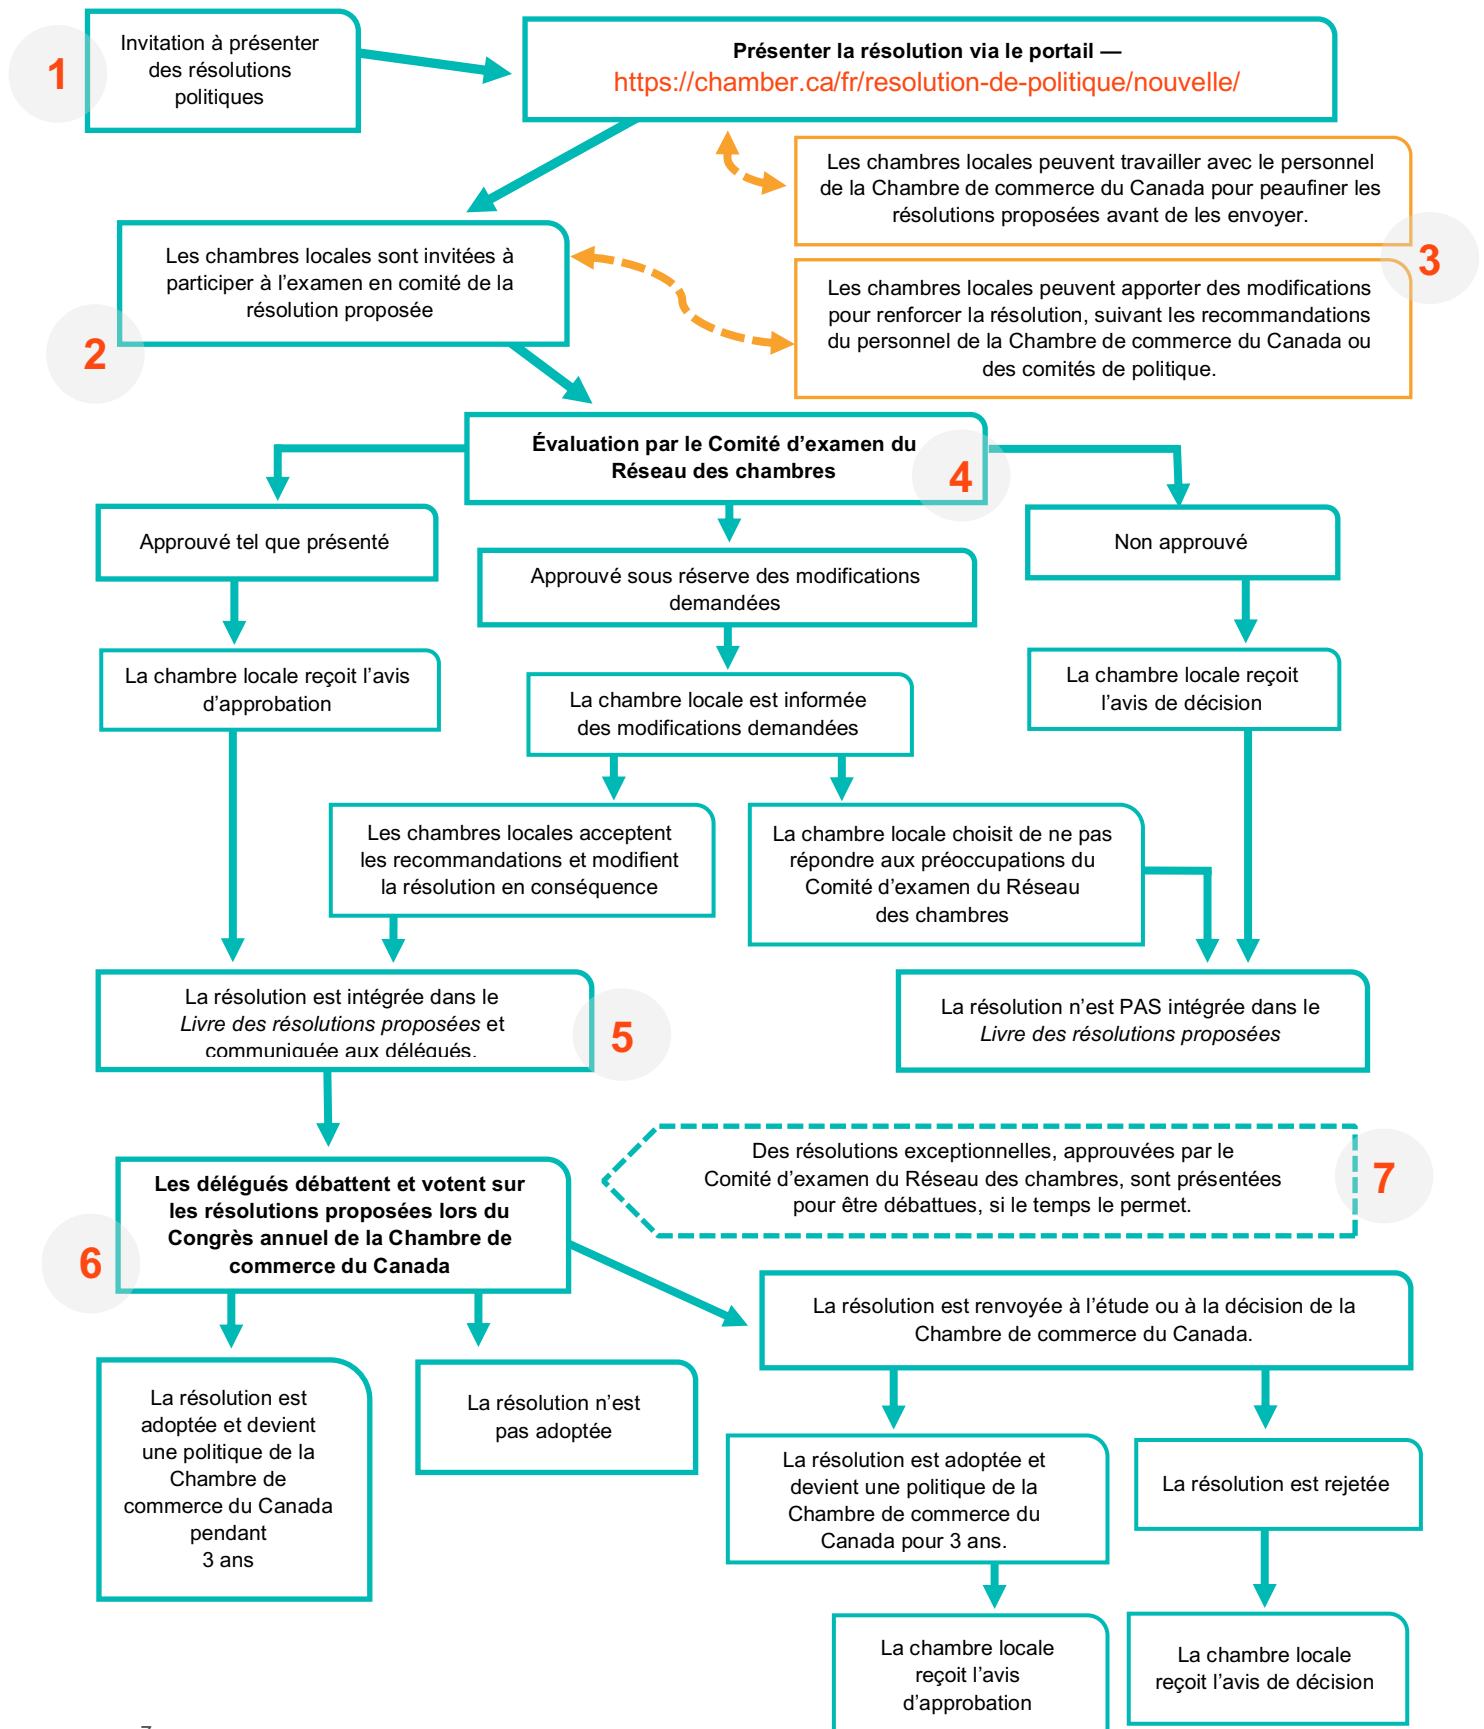 1
Invitation à présenter
des résolutions
politiques
Présenter la résolution via le portail —
https://chamber.ca/fr/resolution-de-politique/nouvelle/
Les chambres locales peuvent travailler avec le personnel
de la Chambre de commerce du Canada pour peaufiner les
résolutions proposées avant de les envoyer.
3
Les chambres locales sont invitées à
participer à l’examen en comité de la
résolution proposée
2
Les chambres locales peuvent apporter des modifications
pour renforcer la résolution, suivant les recommandations
du personnel de la Chambre de commerce du Canada ou
des comités de politique.
Évaluation par le Comité d’examen du
Réseau des chambres
4
Approuvé tel que présenté
Approuvé sous réserve des modifications
demandées
Non approuvé
La chambre locale reçoit l’avis
d’approbation
La chambre locale est informée
des modifications demandées
La chambre locale reçoit
l’avis de décision
Les chambres locales acceptent
les recommandations et modifient
la résolution en conséquence
La chambre locale choisit de ne pas
répondre aux préoccupations du
Comité d’examen du Réseau
des chambres
La résolution est intégrée dans le
Livre des résolutions proposées et
communiquée aux délégués.
5
La résolution n’est PAS intégrée dans le
Livre des résolutions proposées
Des résolutions exceptionnelles, approuvées par le
Comité d’examen du Réseau des chambres, sont présentées
pour être débattues, si le temps le permet.
7
Les délégués débattent et votent sur
les résolutions proposées lors du
Congrès annuel de la Chambre de
commerce du Canada
6
La résolution est renvoyée à l’étude ou à la décision de la
Chambre de commerce du Canada.
La résolution est
adoptée et devient
une politique de la
Chambre de
commerce du Canada
pendant
3 ans
La résolution n’est
pas adoptée
La résolution est adoptée et
devient une politique de la
Chambre de commerce du
Canada pour 3 ans.
La résolution est rejetée
La chambre locale
reçoit l’avis
d’approbation
La chambre locale
reçoit l’avis de décision